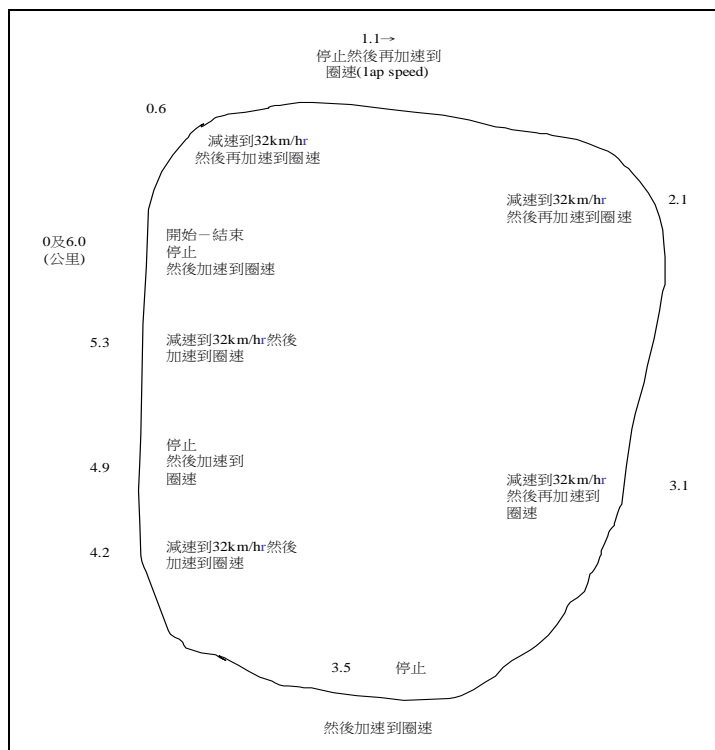 1.1→
停止然後再加速到
圈速(1ap speed)
0.6
減速到32km/hr
然後再加速到圈速
減速到32km/hr
然後再加速到圈速
2.1
0及6.0
(公里)
開始－結束
停止
然後加速到圈速
5.3
減速到32km/hr然後
加速到圈速
4.9
停止
然後加速到
圈速
減速到32km/hr
然後再加速到
圈速
3.1
4.2
減速到32km/hr然後
加速到圈速
3.5 停止
然後加速到圈速